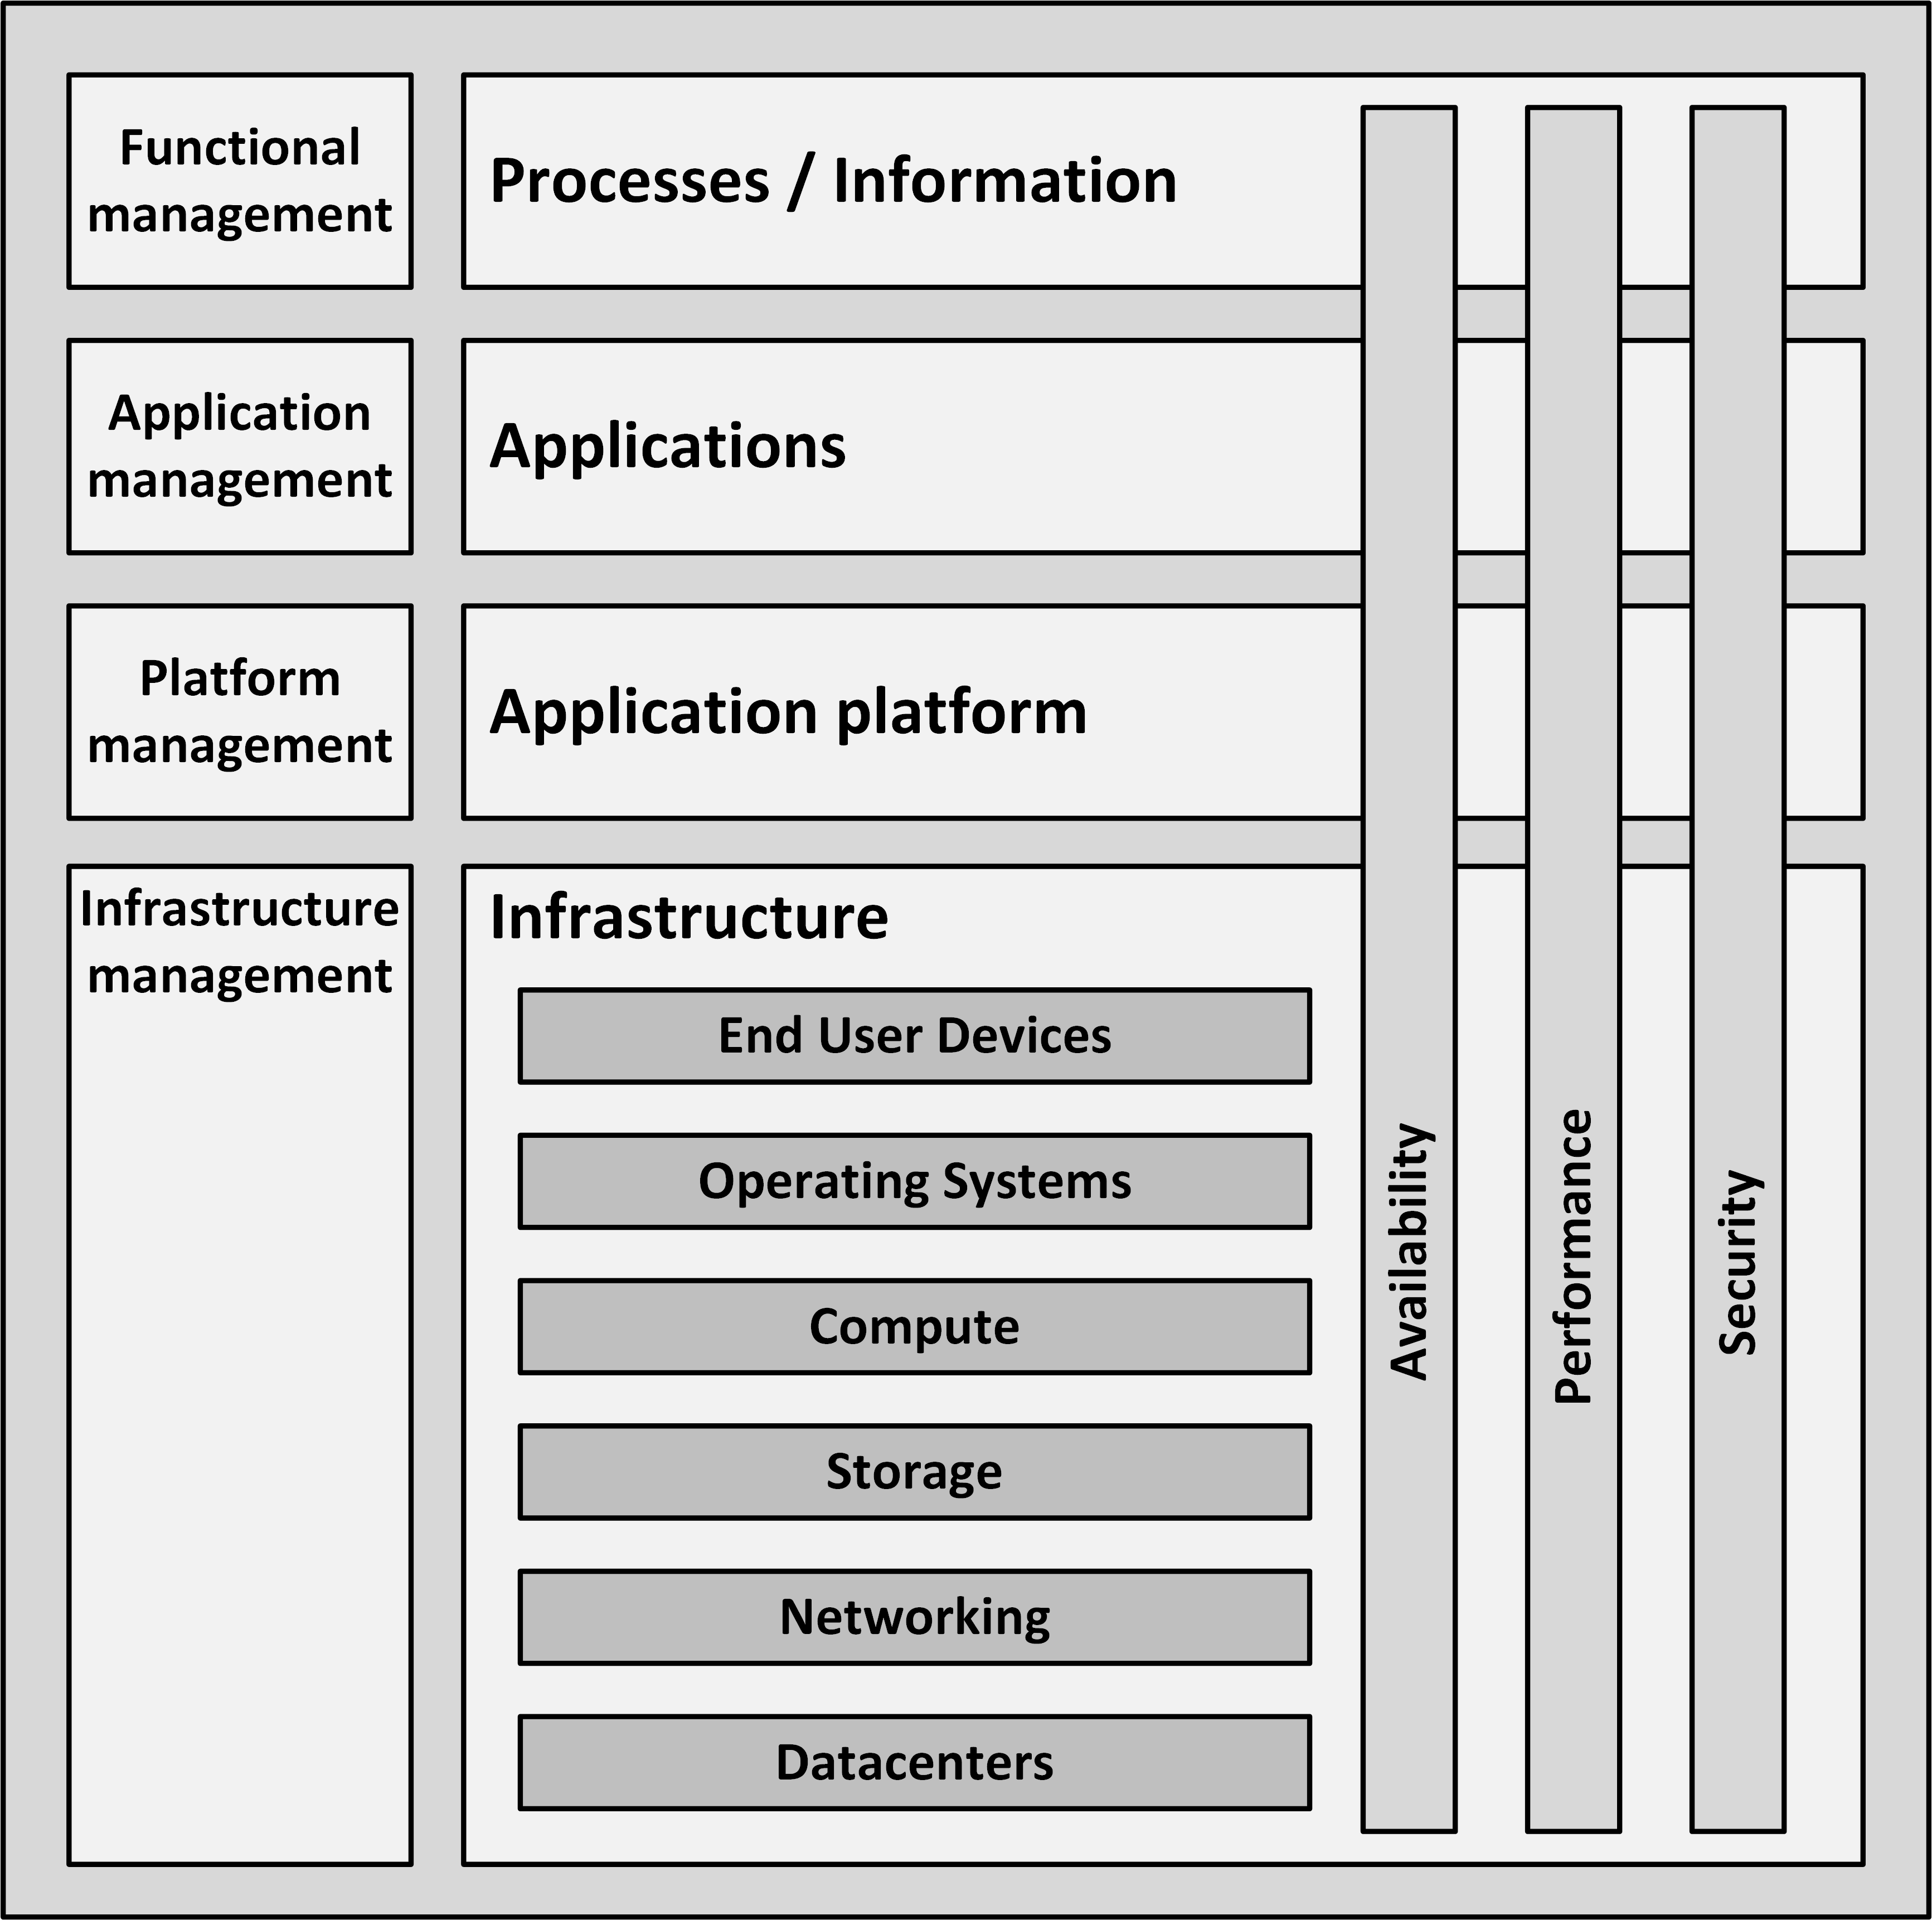 Functional
management
Processes / Information
Application
management
Applications
Platform
management
Application platform
Infrastructure
management
Infrastructure
End User Devices
Operating Systems
Compute
Storage
Networking
Datacenters
Availability
Performance
Security